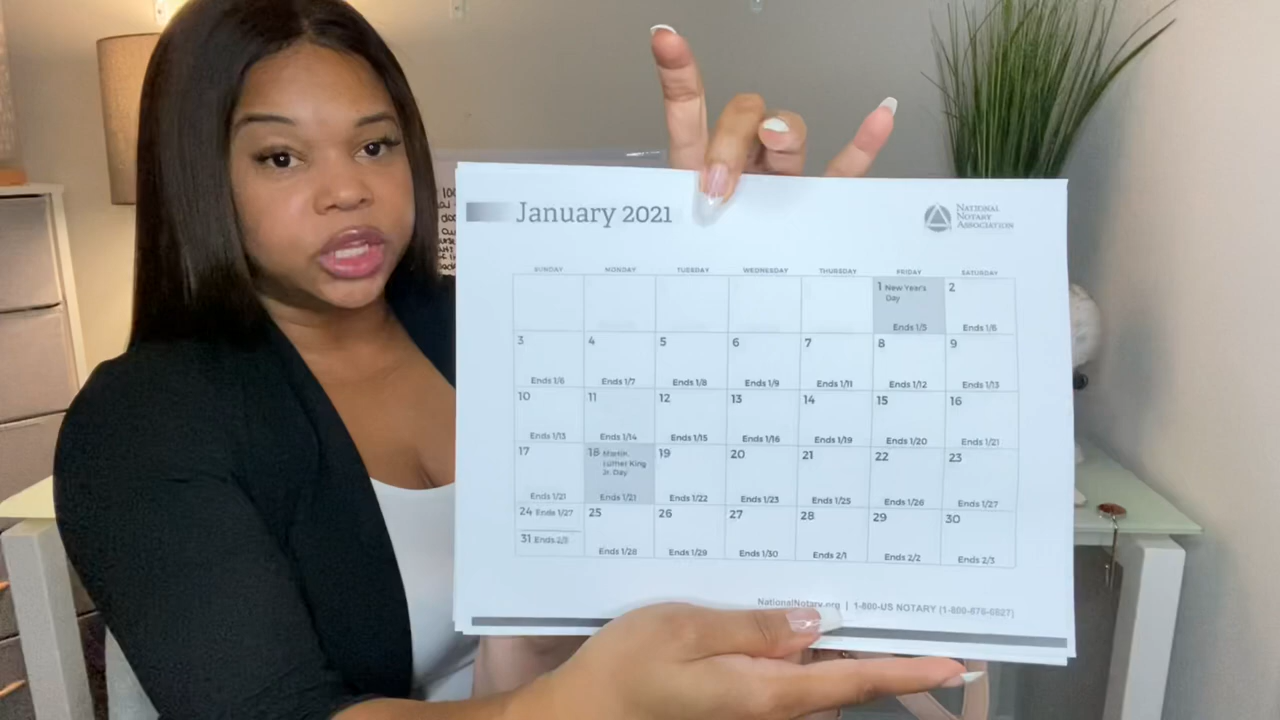 January 2021
NATIONAL
NOTARY
ASSOCIATION
SUNDAY MONDAY TUESDAY WEDNESDAY THURSDAY FRIDAY SATURDAY
1 New Year's 2
Day
Ends 1/5 Ends 1/6
3 4 5 6 7 8 9
Ends 1/6 Ends 1/7 Ends 1/8 Ends 1/9 Ends 1/11 Ends 1/12 Ends 1/13
10 11 12 13 14 15 16
Ends 1/13 Ends 1/14 Ends 1/15 Ends 1/16 Ends 1/19 Ends 1/20 Ends 1/21
17 18 Martin 19 20 21 22 23
Luther King
Jr. Day
Ends 1/21 Ends 1/21 Ends 1/22 Ends 1/23 Ends 1/25 Ends 1/26 Ends 1/27
24 Ends 1/27 25 26 27 28 29 30
31 Ends 2/3 Ends 1/28 Ends 1/29 Ends 1/30 Ends 2/1 Ends 2/2 Ends 2/3
NationalNotary.org | 1-800-US NOTARY (1-800-876-6827)